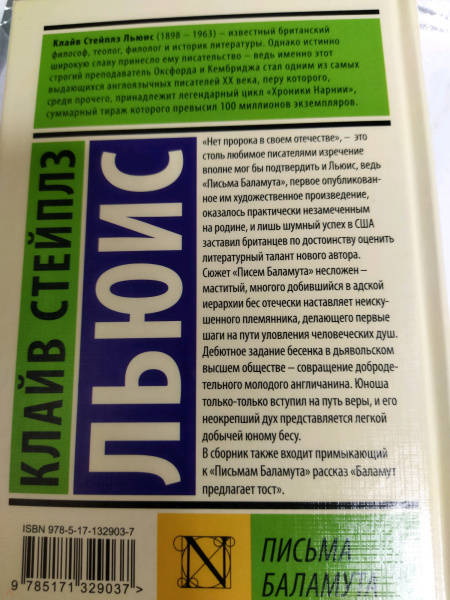 Клайв Стейплз Льюис (1898 – 1963) – известный британский
философ, теолог, филолог и историк литературы. Однако истинно
широкую славу принесло ему писательство – ведь именно этот
строгий преподаватель Оксфорда и Кембриджа стал одним из самых
выдающихся англоязычных писателей XX века, перу которого,
среди прочего, принадлежит легендарный цикл «Хроники Нарнии»,
суммарный тираж которого превысил 100 миллионов экземпляров.
КЛАЙВ СТЕЙПЛЗ
ЛЬЮИС
«Нет пророка в своем отечестве», – это
столь любимое писателями изречение
вполне мог бы подтвердить и Льюис, ведь
«Письма Баламута», первое опубликован-
ное им художественное произведение,
оказалось практически незамеченным
на родине, и лишь шумный успех в США
заставил британцев по достоинству оценить
литературный талант нового автора.
Сюжет «Писем Баламута» несложен –
маститый, многого добившийся в адской
иерархии бес отечески наставляет неиску-
шенного племянника, делающего первые
шаги на пути уловления человеческих душ.
Дебютное задание бесенка в дьявольском
высшем обществе – совращение доброде-
тельного молодого англичанина. Юноша
только-только вступил на путь веры, и его
неокрепший дух представляется легкой
добычей юному бесу.
В сборник также входит примыкающий
к «Письмам Баламута» рассказ «Баламут
предлагает тост».
ISBN 978-5-17-132903-7
9 785171 329037 >
N
ПИСЬМА
БАЛАМУТА